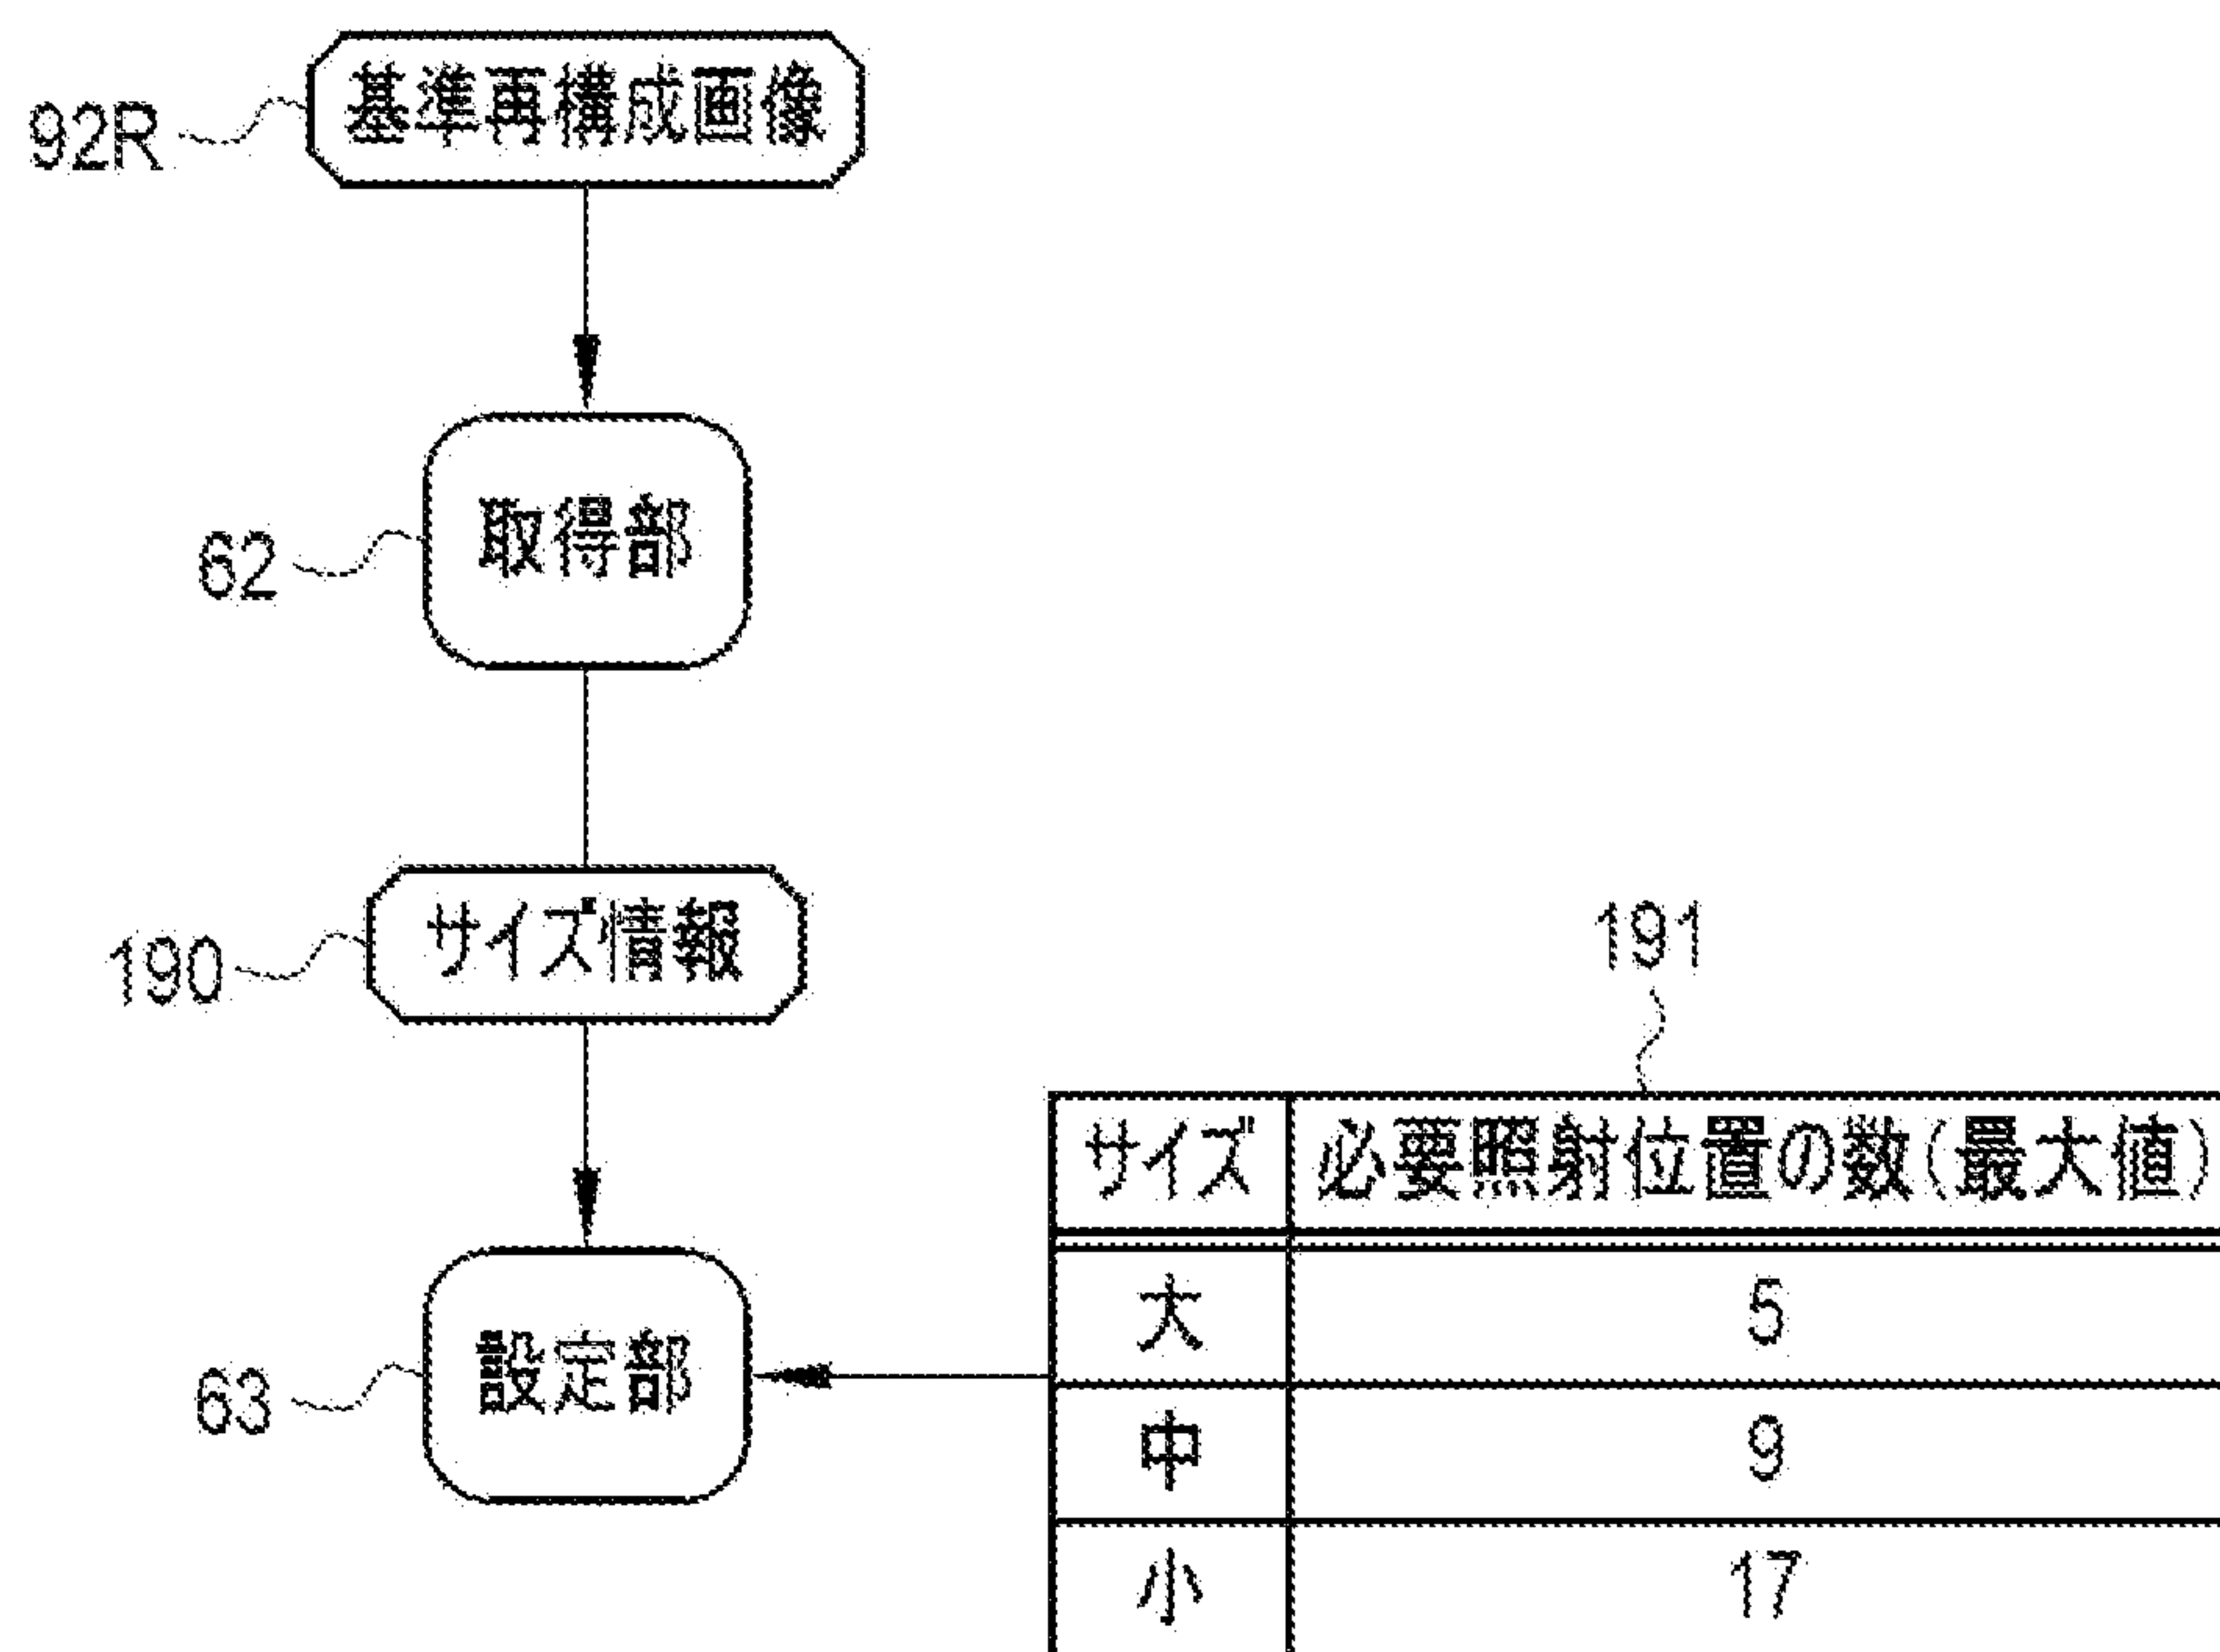 92R 基準再構成画像
62 取得部
190 サイズ情報
191
サイズ 必要照射位置の数(最大値)
大 5
63 設定部
中 9
小 17